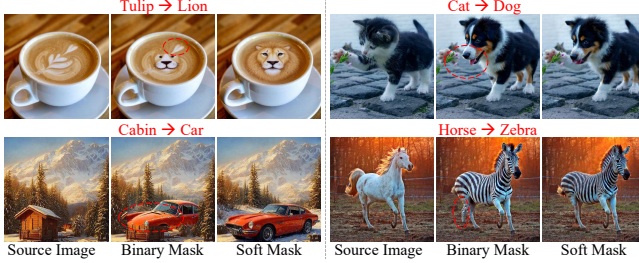 Tulip → Lion
Cat → Dog
Cabin → Car
Horse → Zebra
Source Image Binary Mask Soft Mask Source Image Binary Mask Soft Mask